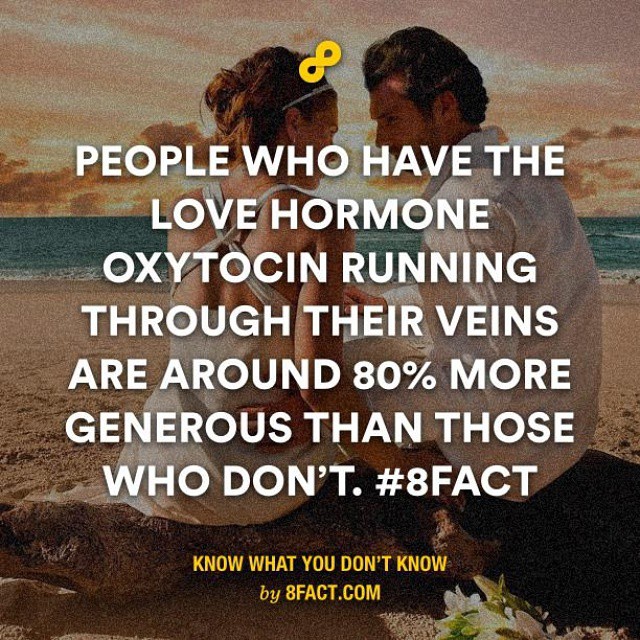 PEOPLE WHO HAVE THE
LOVE HORMONE
OXYTOCIN RUNNING
THROUGH THEIR VEINS
ARE AROUND 80% MORE
GENEROUS THAN THOSE
WHO DON'T. #8FACT
KNOW WHAT YOU DON'T KNOW
by 8FACT.COM